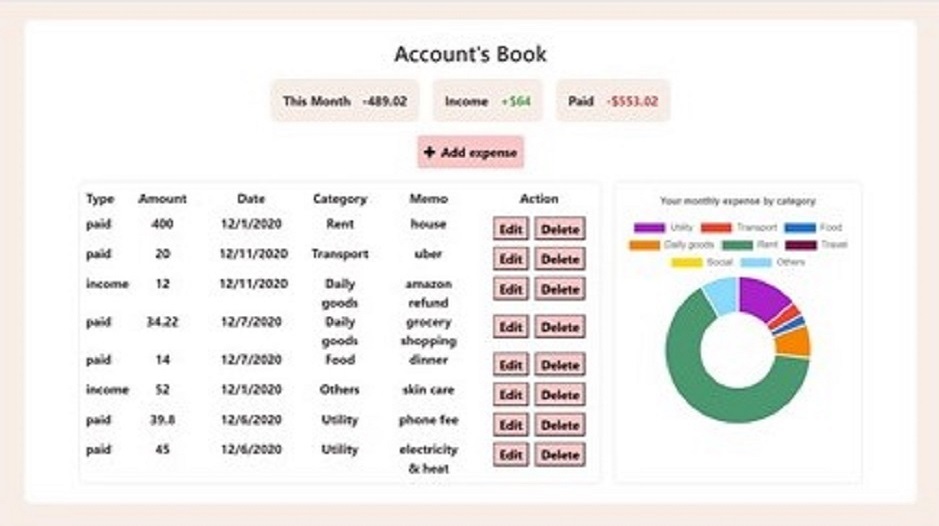 Account's Book
This Month -489.02 Income +$64 Paid -$553.02
+ Add expense
Type Amount Date Category Memo Action
paid 400 12/1/2020 Rent house Edit Delete
paid 20 12/11/2020 Transport uber Edit Delete
income 12 12/11/2020 Daily goods amazon refund Edit Delete
paid 34.22 12/7/2020 Daily goods grocery shopping Edit Delete
paid 14 12/7/2020 Food dinner Edit Delete
income 52 12/1/2020 Others skin care Edit Delete
paid 39.8 12/6/2020 Utility phone fee Edit Delete
paid 45 12/6/2020 Utility electricity & heat Edit Delete
Your monthly expense by category
Utility Transport Food
Daily goods Rent Travel
Social Others